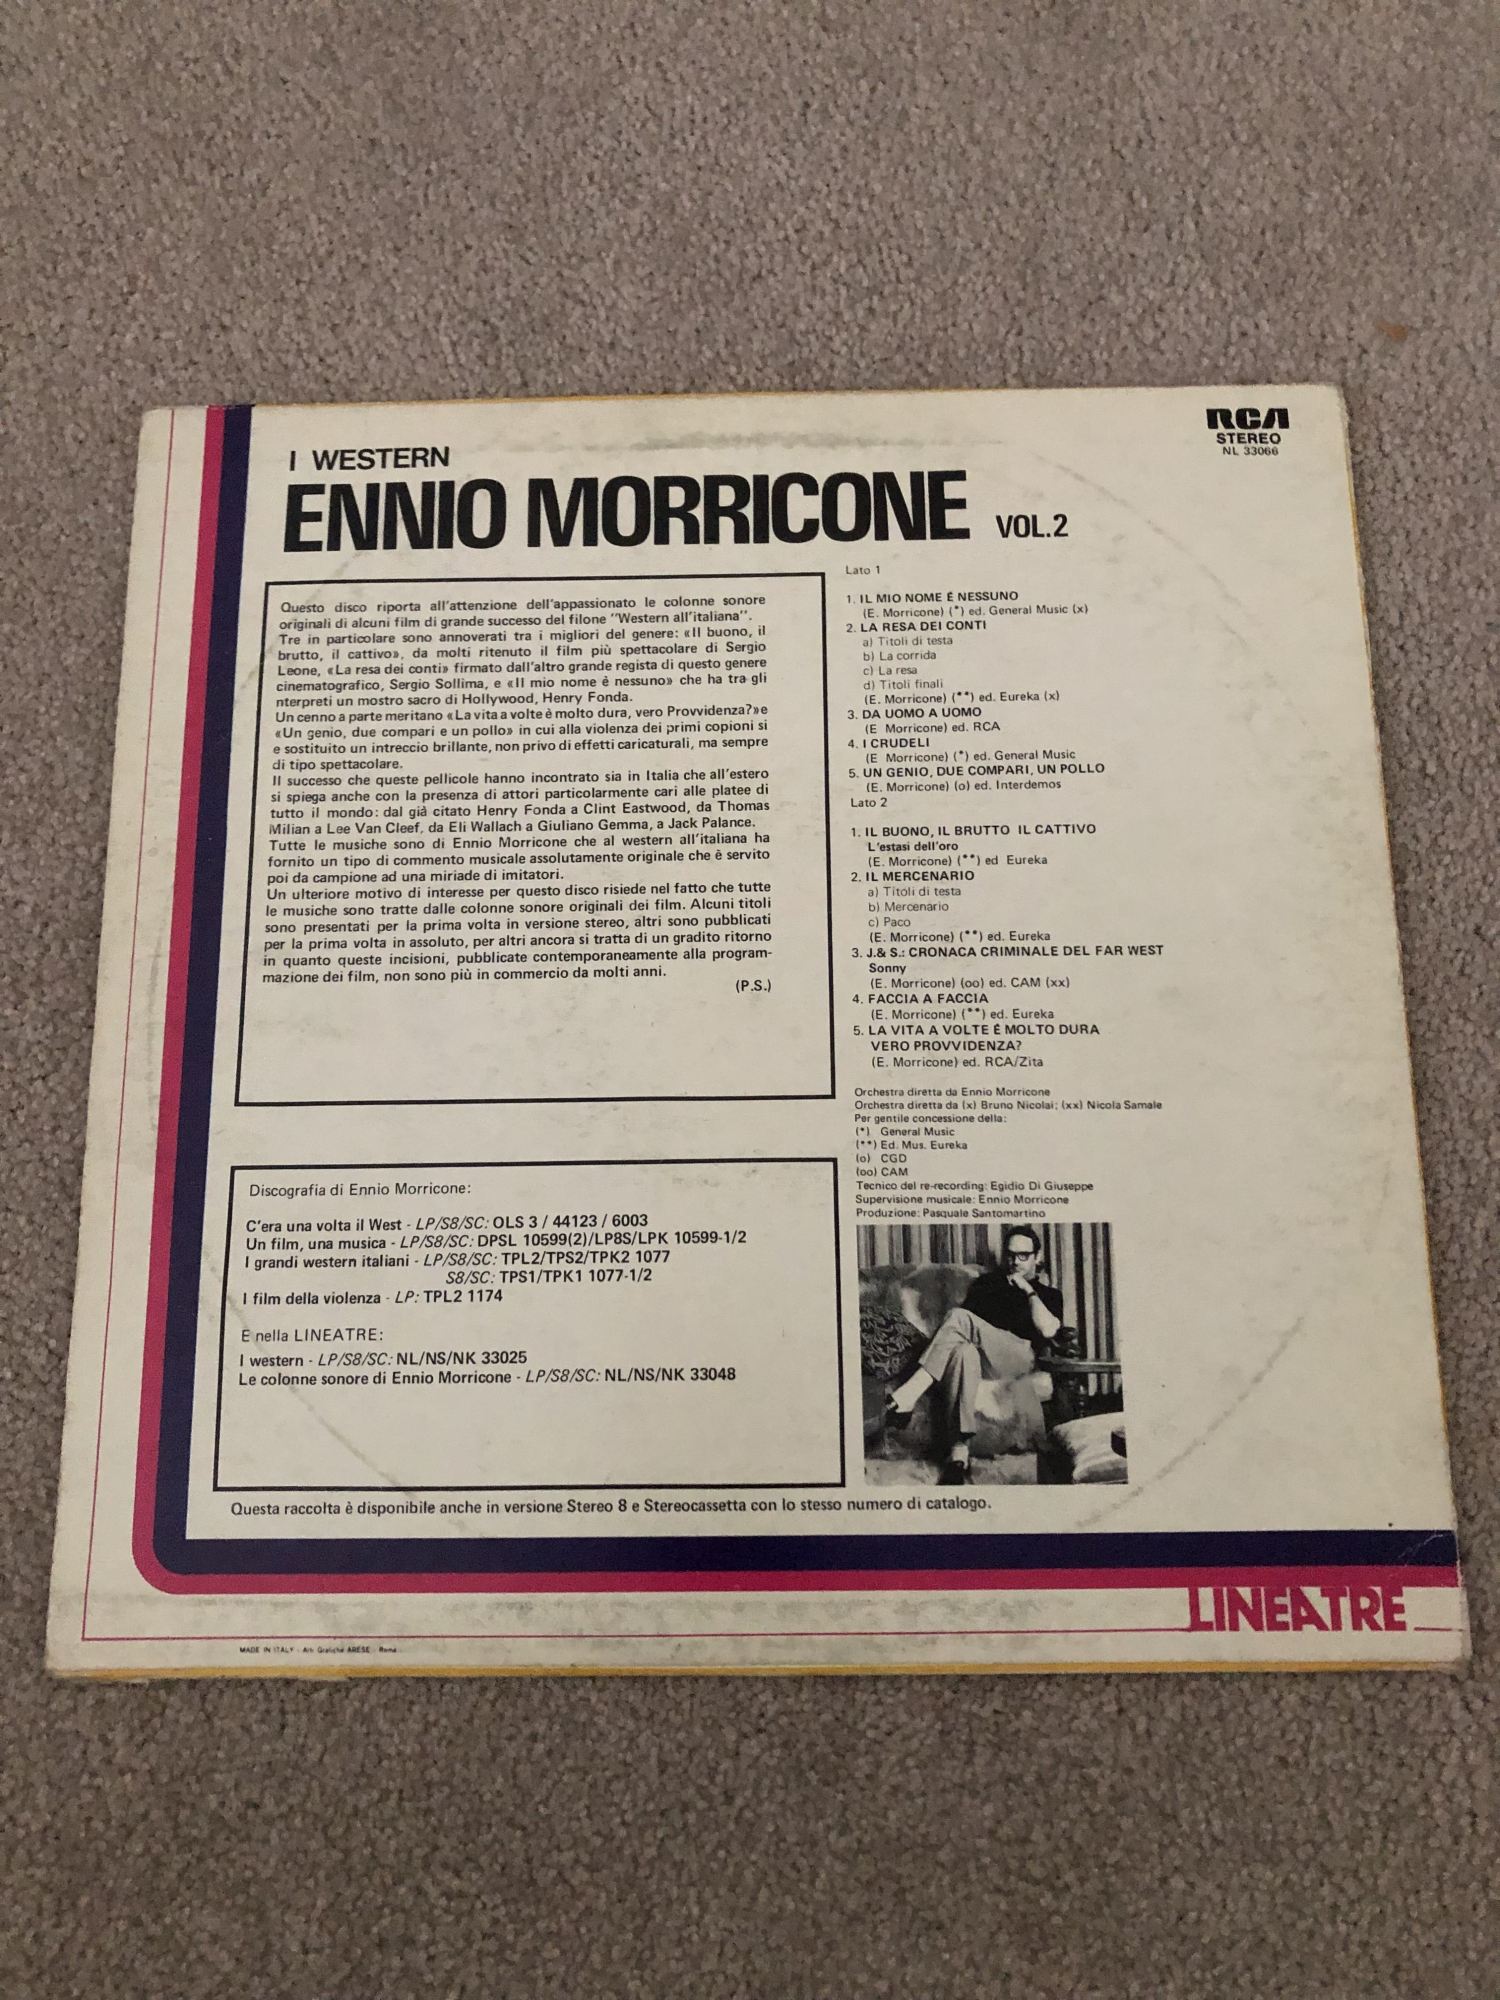 RCA
STEREO
NL 33066
I WESTERN
ENNIO MORRICONE VOL.2
Questo disco riporta all'attenzione dell'appassionato le colonne sonore
originali di alcuni film di grande successo del filone "Western all'italiana".
Tre in particolare sono annoverati tra i migliori del genere: «Il buono, il
brutto, il cattivo», da molti ritenuto il film più spettacolare di Sergio
Leone, «La resa dei conti» firmato dall'altro grande regista di questo genere
cinematografico, Sergio Sollima, e «Il mio nome è nessuno» che ha tra gli
nterpreti un mostro sacro di Hollywood, Henry Fonda.
Un cenno a parte meritano «La vita a volte è molto dura, vero Provvidenza?»e
«Un genio, due compari e un pollo» in cui alla violenza dei primi copioni si
e sostituito un intreccio brillante, non privo di effetti caricaturali, ma sempre
di tipo spettacolare.
Il successo che queste pellicole hanno incontrato sia in Italia che all'estero
si spiega anche con la presenza di attori particolarmente cari alle platee di
tutto il mondo: dal già citato Henry Fonda a Clint Eastwood, da Thomas
Milian a Lee Van Cleef, da Eli Wallach a Giuliano Gemma, a Jack Palance.
Tutte le musiche sono di Ennio Morricone che al western all'italiana ha
fornito un tipo di commento musicale assolutamente originale che è servito
poi da campione ad una miriade di imitatori.
Un ulteriore motivo di interesse per questo disco risiede nel fatto che tutte
le musiche sono tratte dalle colonne sonore originali dei film. Alcuni titoli
sono presentati per la prima volta in versione stereo, altri sono pubblicati
per la prima volta in assoluto, per altri ancora si tratta di un gradito ritorno
in quanto queste incisioni, pubblicate contemporaneamente alla program-
mazione dei film, non sono più in commercio da molti anni.
(P.S.)
Lato 1
1. IL MIO NOME É NESSUNO
(E. Morricone) (*) ed. General Music (x)
2. LA RESA DEI CONTI
a) Titoli di testa
b) La corrida
c) La resa
d) Titoli finali
(E. Morricone) (**) ed. Eureka (x)
3. DA UOMO A UOMO
(E Morricone) ed. RCA
4. I CRUDELI
(E Morricone) (*) ed. General Music
5. UN GENIO, DUE COMPARI, UN POLLO
(E. Morricone) (o) ed. Interdemos
Lato 2
1. IL BUONO, IL BRUTTO IL CATTIVO
L'estasi dell'oro
(E. Morricone) (**) ed Eureka
2. IL MERCENARIO
a) Titoli di testa
b) Mercenario
c) Paco
(E. Morricone) (**) ed. Eureka
3. J.& S.: CRONACA CRIMINALE DEL FAR WEST
Sonny
(E. Morricone) (oo) ed. CAM (xx)
4. FACCIA A FACCIA
(E. Morricone) (**) ed. Eureka
5. LA VITA A VOLTE É MOLTO DURA
VERO PROVVIDENZA?
(E. Morricone) ed. RCA/Zita
Orchestra diretta da Ennio Morricone
Orchestra diretta da (x) Bruno Nicolai; (xx) Nicola Samale
Per gentile concessione della:
(*) General Music
(**) Ed. Mus. Eureka
(o) CGD
(oo) CAM
Tecnico del re-recording: Egidio Di Giuseppe
Supervisione musicale: Ennio Morricone
Produzione: Pasquale Santomartino
Discografia di Ennio Morricone:
C'era una volta il West - LP/S8/SC: OLS 3 / 44123 / 6003
Un film, una musica - LP/S8/SC: DPSL 10599(2)/LP8S/LPK 10599-1/2
I grandi western italiani - LP/S8/SC: TPL2/TPS2/TPK2 1077
S8/SC: TPS1/TPK1 1077-1/2
I film della violenza - LP: TPL2 1174
E nella LINEATRE:
I western - LP/S8/SC: NL/NS/NK 33025
Le colonne sonore di Ennio Morricone - LP/S8/SC: NL/NS/NK 33048
Questa raccolta è disponibile anche in versione Stereo 8 e Stereocassetta con lo stesso numero di catalogo.
LINEATRE
MADE IN ITALY - Arti Grafiche ARESE - Roma